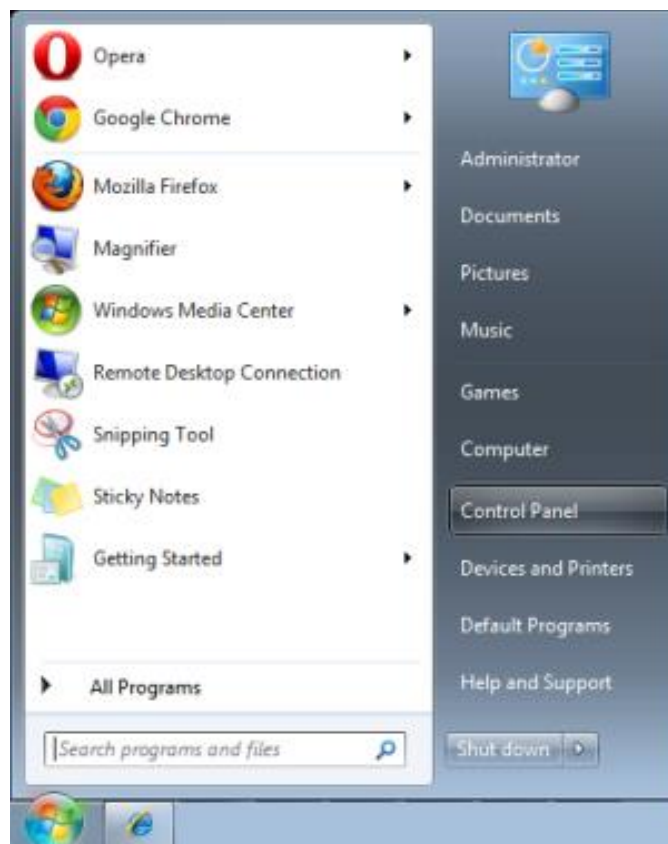 Opera
Google Chrome
Mozilla Firefox
Magnifier
Windows Media Center
Remote Desktop Connection
Snipping Tool
Sticky Notes
Getting Started
All Programs
Search programs and files
Administrator
Documents
Pictures
Music
Games
Computer
Control Panel
Devices and Printers
Default Programs
Help and Support
Shut down